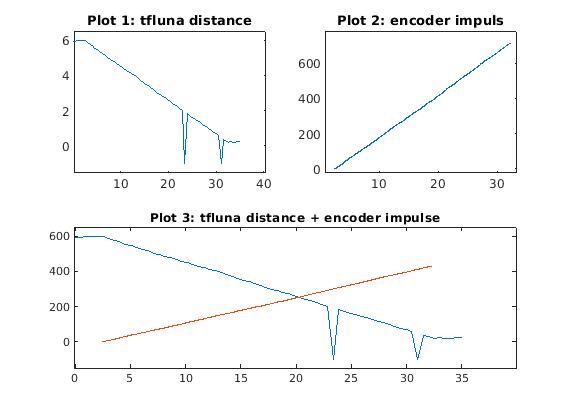 Plot 1: tfluna distance
6
4
2
0
10 20 30 40
Plot 2: encoder impuls
600
400
200
0
10 20 30
Plot 3: tfluna distance + encoder impulse
600
400
200
0
0 5 10 15 20 25 30 35